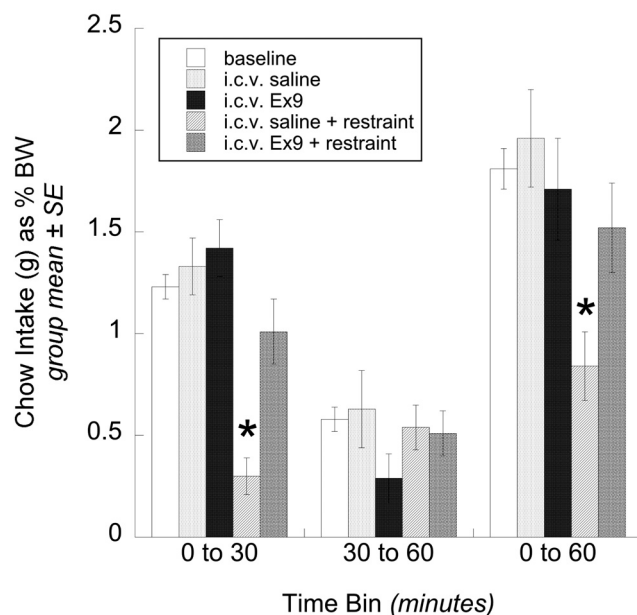 Chow Intake (g) as % BW
group mean ± SE
2.5
2
1.5
1
0.5
0
baseline
i.c.v. saline
i.c.v. Ex9
i.c.v. saline + restraint
i.c.v. Ex9 + restraint
*
*
0 to 30
30 to 60
0 to 60
Time Bin (minutes)